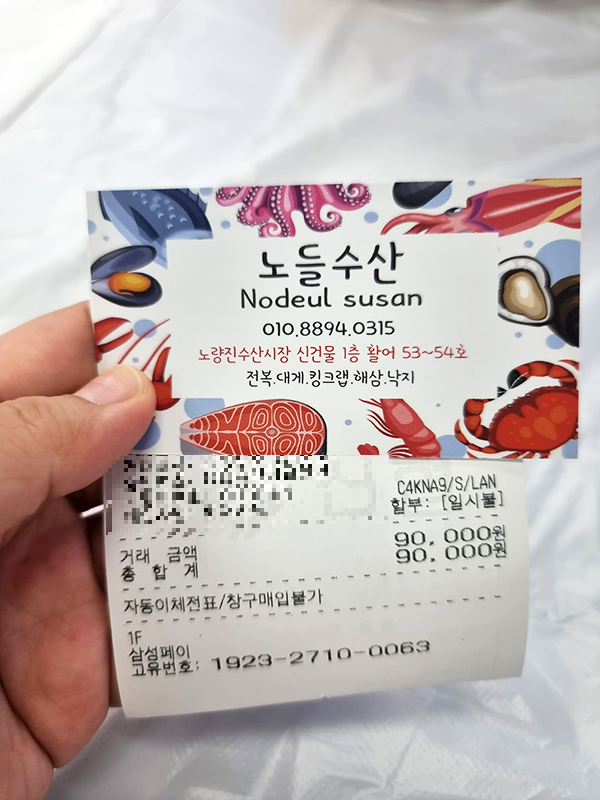 노들수산
Nodeul susan
010.8894.0315
노량진수산시장 신건물 1층 활어 53~54호
전복.대게.킹크랩.해삼.낙지
C4KNA9/S/LAN
할부: [일시불]
거래 금액 90,000원
총 합 계 90,000원
자동이체전표/창구매입불가
1F
삼성페이
고유번호: 1923-2710-0063